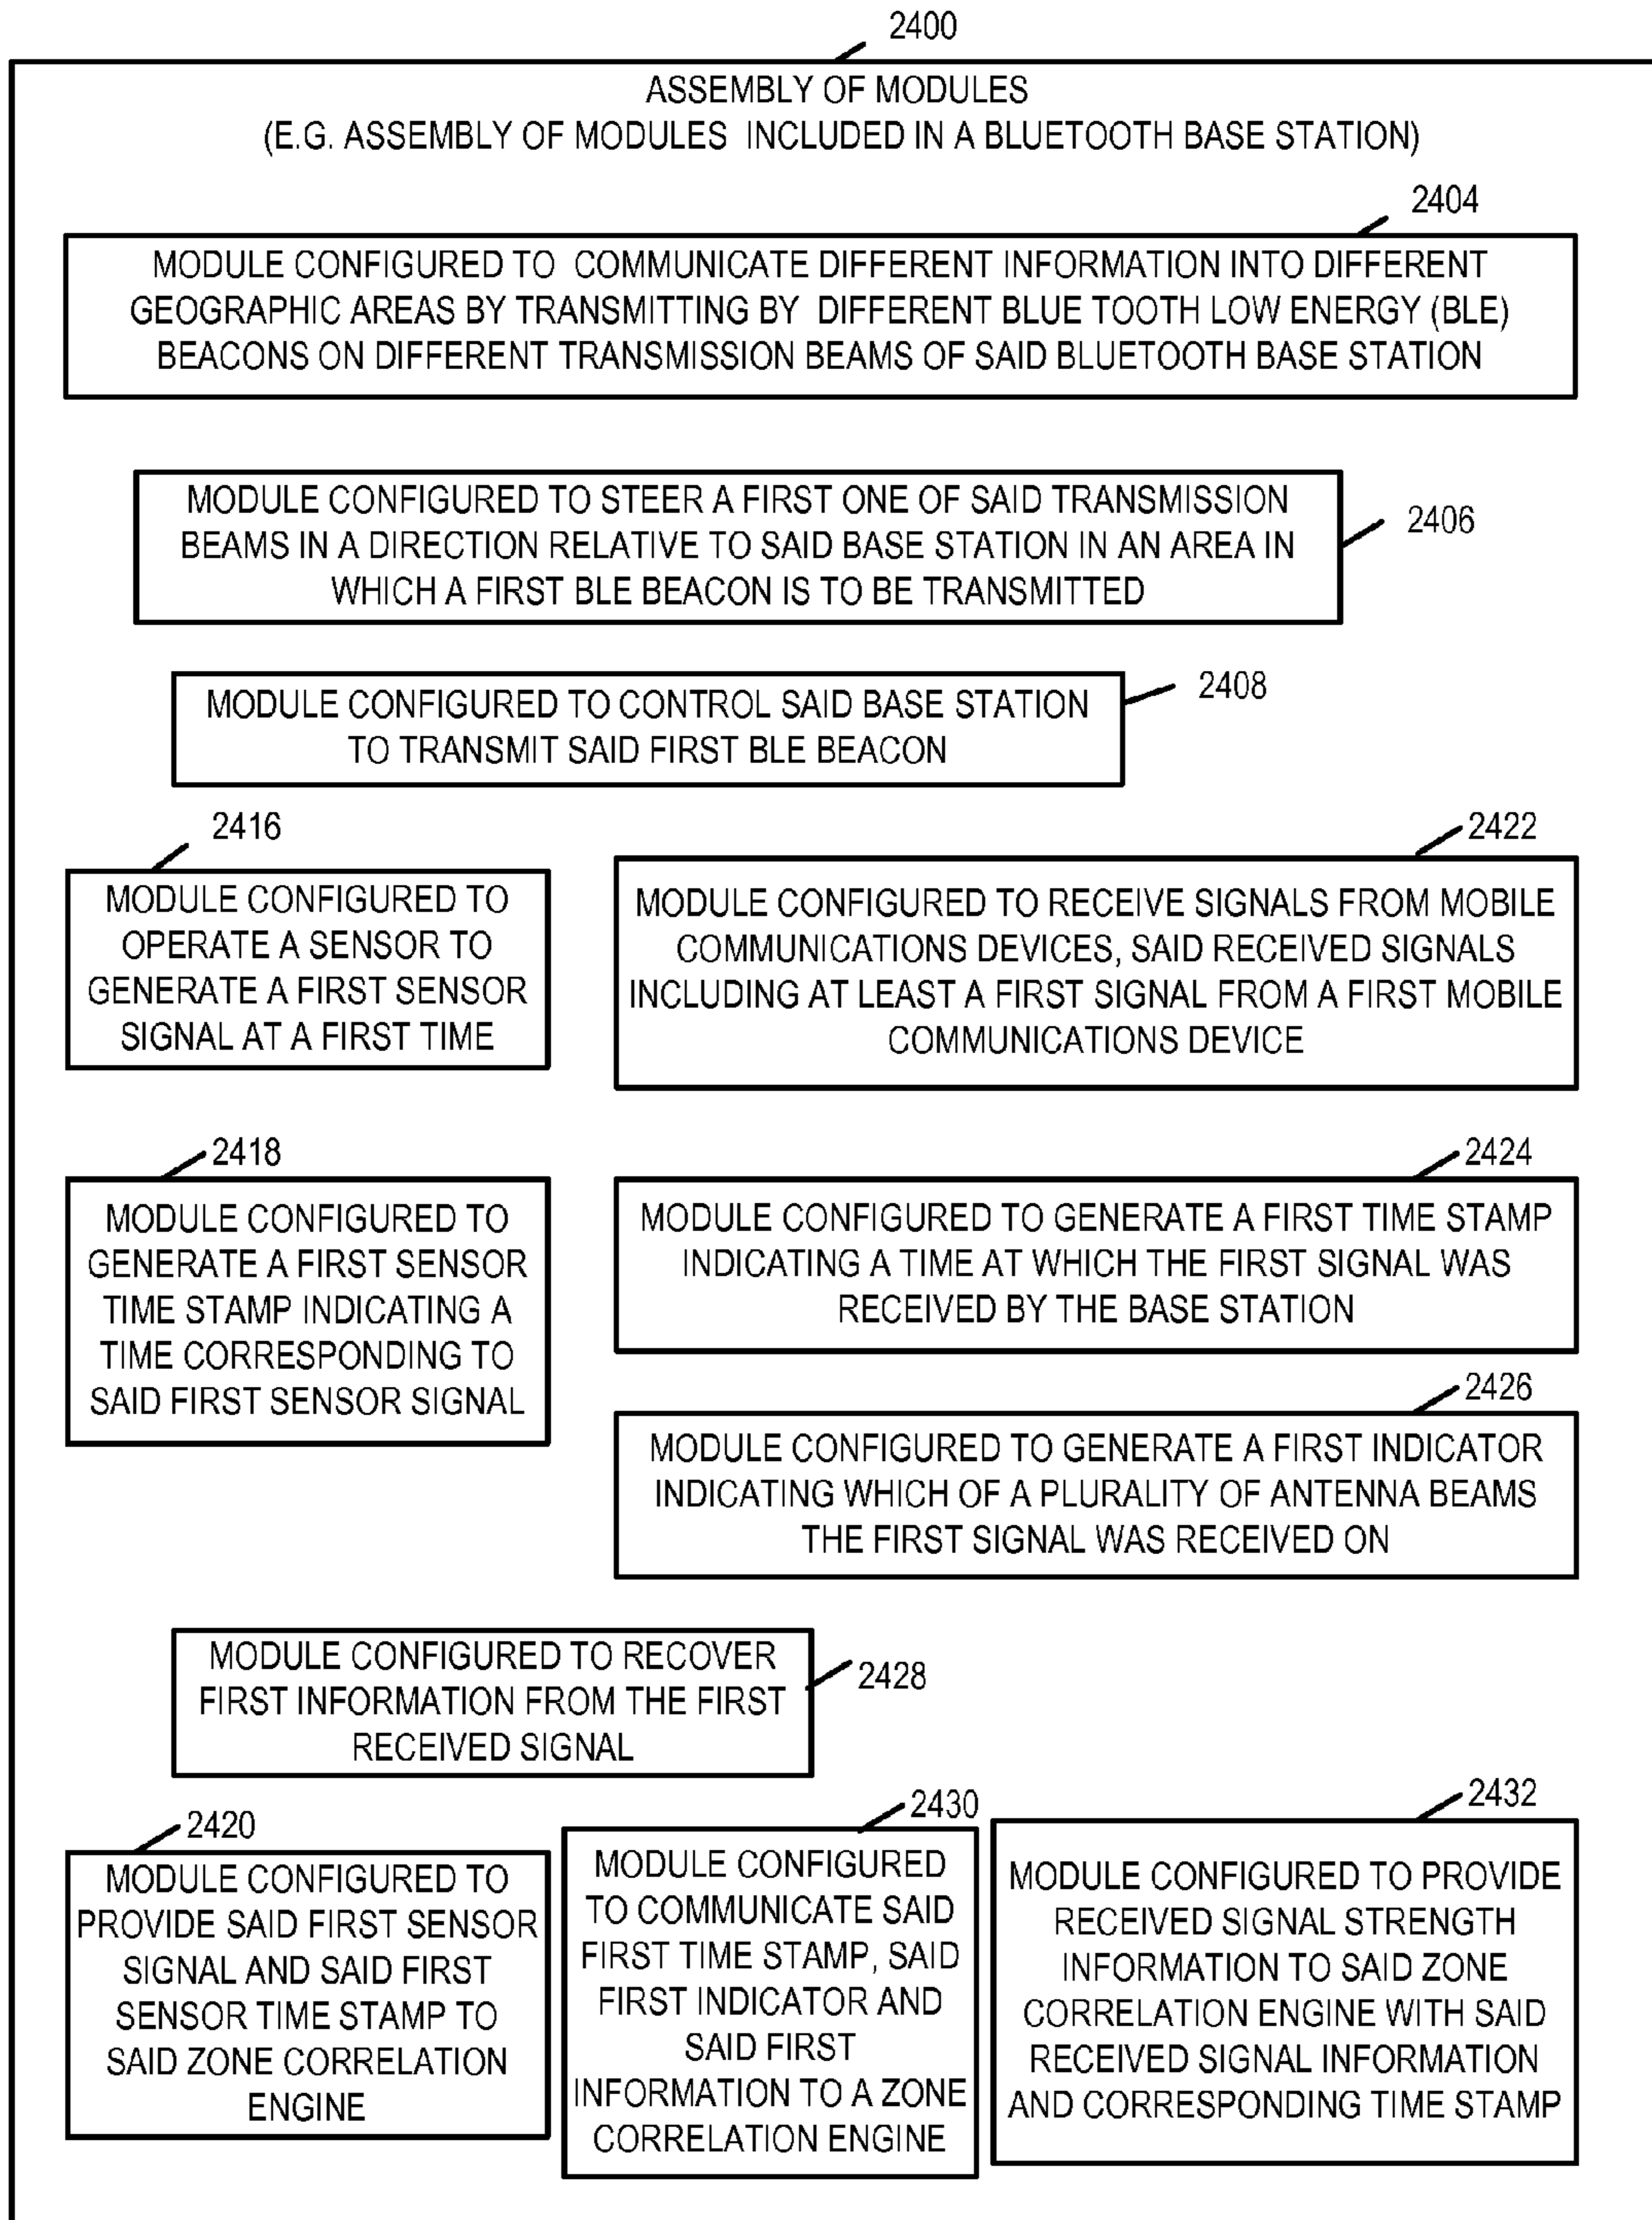 2400
ASSEMBLY OF MODULES
(E.G. ASSEMBLY OF MODULES INCLUDED IN A BLUETOOTH BASE STATION)
2404
MODULE CONFIGURED TO COMMUNICATE DIFFERENT INFORMATION INTO DIFFERENT
GEOGRAPHIC AREAS BY TRANSMITTING BY DIFFERENT BLUE TOOTH LOW ENERGY (BLE)
BEACONS ON DIFFERENT TRANSMISSION BEAMS OF SAID BLUETOOTH BASE STATION
MODULE CONFIGURED TO STEER A FIRST ONE OF SAID TRANSMISSION
BEAMS IN A DIRECTION RELATIVE TO SAID BASE STATION IN AN AREA IN
WHICH A FIRST BLE BEACON IS TO BE TRANSMITTED
2406
MODULE CONFIGURED TO CONTROL SAID BASE STATION
TO TRANSMIT SAID FIRST BLE BEACON
2408
2416
MODULE CONFIGURED TO
OPERATE A SENSOR TO
GENERATE A FIRST SENSOR
SIGNAL AT A FIRST TIME
2422
MODULE CONFIGURED TO RECEIVE SIGNALS FROM MOBILE
COMMUNICATIONS DEVICES, SAID RECEIVED SIGNALS
INCLUDING AT LEAST A FIRST SIGNAL FROM A FIRST MOBILE
COMMUNICATIONS DEVICE
2418
MODULE CONFIGURED TO
GENERATE A FIRST SENSOR
TIME STAMP INDICATING A
TIME CORRESPONDING TO
SAID FIRST SENSOR SIGNAL
2424
MODULE CONFIGURED TO GENERATE A FIRST TIME STAMP
INDICATING A TIME AT WHICH THE FIRST SIGNAL WAS
RECEIVED BY THE BASE STATION
2426
MODULE CONFIGURED TO GENERATE A FIRST INDICATOR
INDICATING WHICH OF A PLURALITY OF ANTENNA BEAMS
THE FIRST SIGNAL WAS RECEIVED ON
MODULE CONFIGURED TO RECOVER
FIRST INFORMATION FROM THE FIRST
RECEIVED SIGNAL
2428
2420
MODULE CONFIGURED TO
PROVIDE SAID FIRST SENSOR
SIGNAL AND SAID FIRST
SENSOR TIME STAMP TO
SAID ZONE CORRELATION
ENGINE
2430
MODULE CONFIGURED
TO COMMUNICATE SAID
FIRST TIME STAMP, SAID
FIRST INDICATOR AND
SAID FIRST
INFORMATION TO A ZONE
CORRELATION ENGINE
2432
MODULE CONFIGURED TO PROVIDE
RECEIVED SIGNAL STRENGTH
INFORMATION TO SAID ZONE
CORRELATION ENGINE WITH SAID
RECEIVED SIGNAL INFORMATION
AND CORRESPONDING TIME STAMP